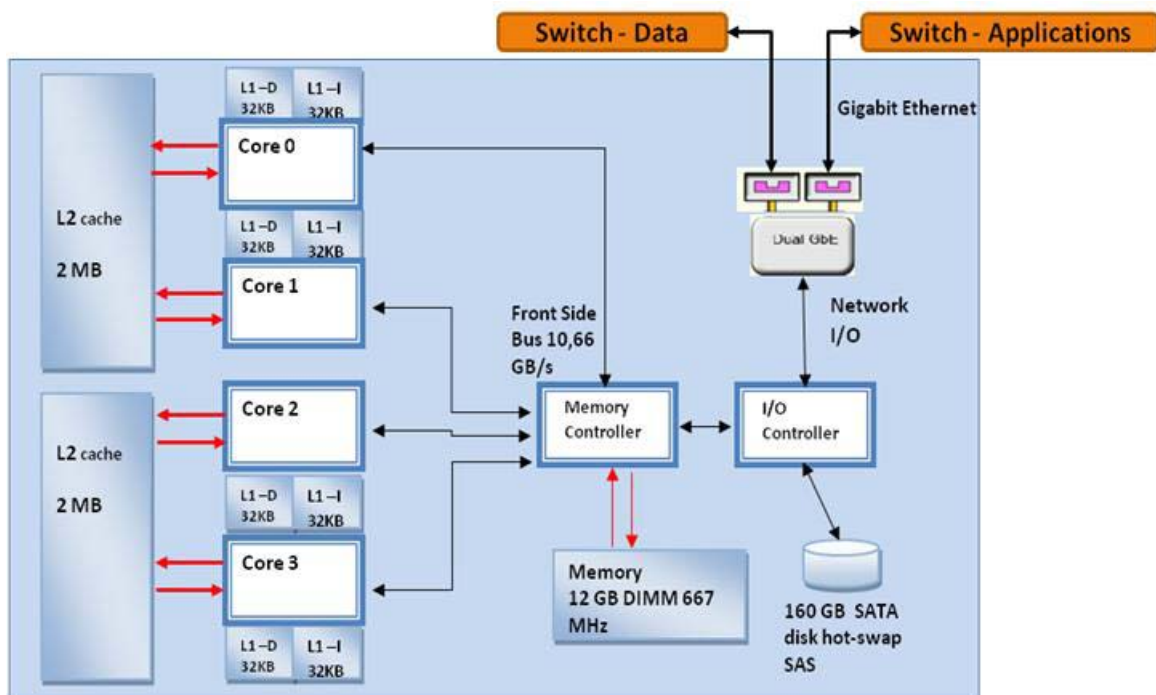 Switch - Data
Switch - Applications
Gigabit Ethernet
L1-D
32KB
L1-I
32KB
Core 0
L2 cache
2 MB
L1-D
32KB
L1-I
32KB
Core 1
Dual GbE
Network
I/O
Front Side
Bus 10,66
GB/s
Core 2
L2 cache
2 MB
Memory
Controller
I/O
Controller
L1-D
32KB
L1-I
32KB
Core 3
Memory
12 GB DIMM 667
MHz
160 GB SATA
disk hot-swap
SAS
L1-D
32KB
L1-I
32KB